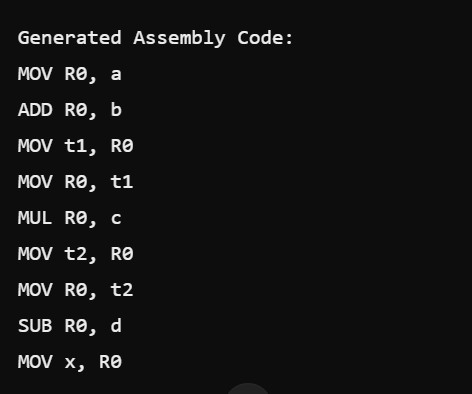 Generated Assembly Code:
MOV R0, a
ADD R0, b
MOV t1, R0
MOV R0, t1
MUL R0, c
MOV t2, R0
MOV R0, t2
SUB R0, d
MOV x, R0